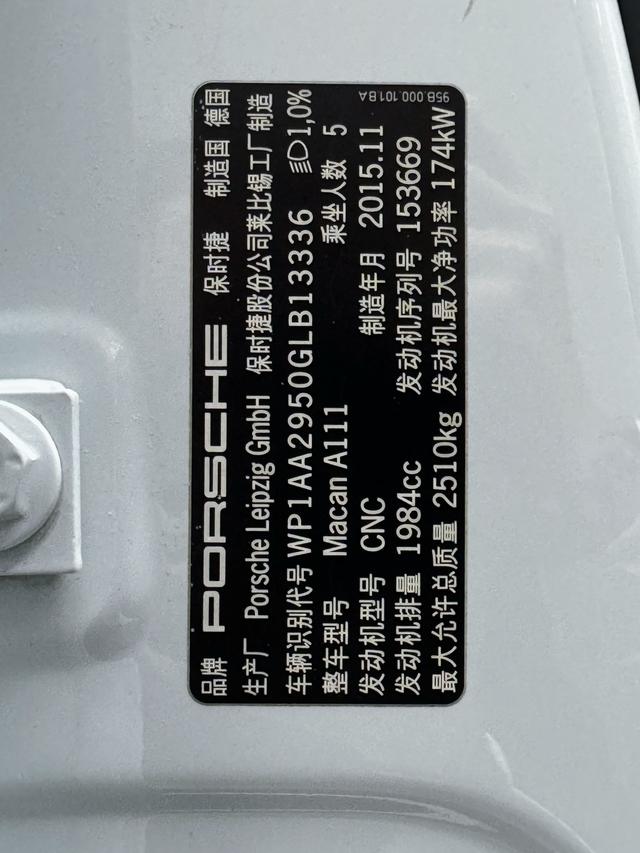 品牌 PORSCHE 保时捷 制造国 德国
生产厂 Porsche Leipzig GmbH 保时捷股份公司莱比锡工厂制造
车辆识别代号 WP1AA2950GLB13336 1,0%
整车型号 Macan A111 乘坐人数 5
发动机型号 CNC 制造年月 2015.11
发动机排量 1984cc 发动机序列号 153669
最大允许总质量 2510kg 发动机最大净功率 174kW
95B.000.101.B A